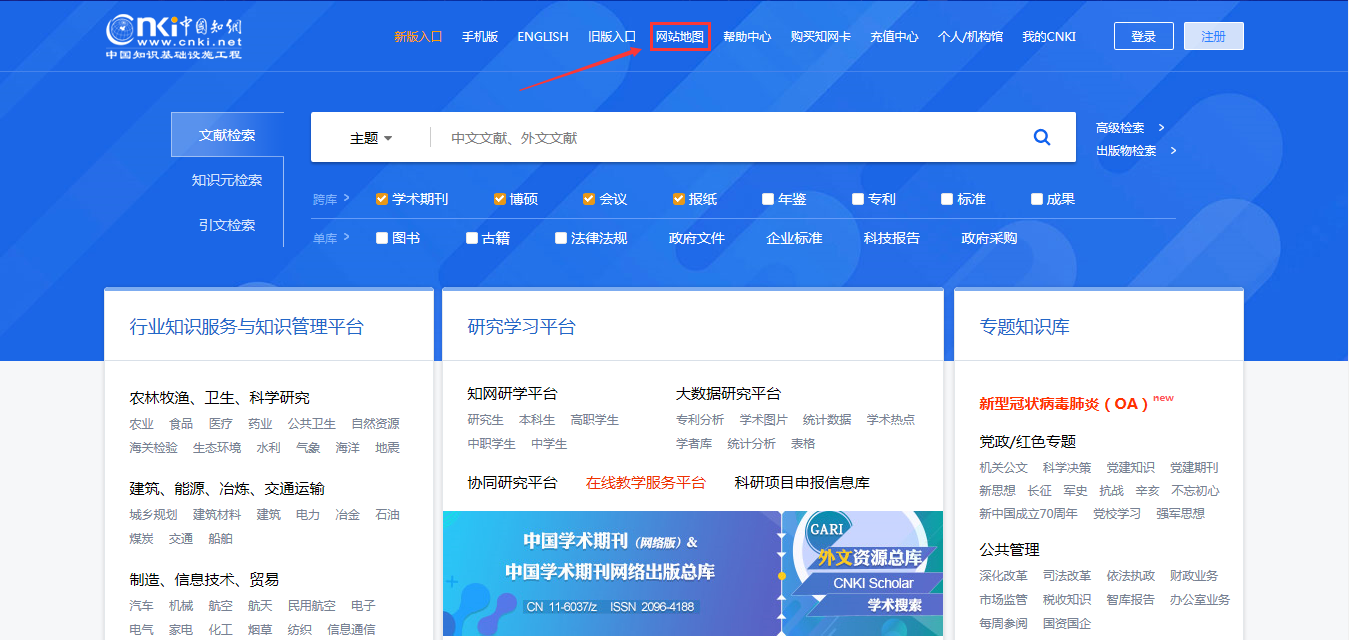 cnki中国知网
www.cnki.net
中国知识基础设施工程
新版入口 手机版 ENGLISH 旧版入口 网站地图 帮助中心 购买知网卡 充值中心 个人/机构馆 我的CNKI 登录 注册
文献检索 主题 中文文献、外文文献 高级检索 >
出版物检索 >
知识元检索
跨库 > 学术期刊 博硕 会议 报纸 年鉴 专利 标准 成果
引文检索
单库 > 图书 古籍 法律法规 政府文件 企业标准 科技报告 政府采购
行业知识服务与知识管理平台
农林牧渔、卫生、科学研究
农业 食品 医疗 药业 公共卫生 自然资源
海关检验 生态环境 水利 气象 海洋 地震
建筑、能源、冶炼、交通运输
城乡规划 建筑材料 建筑 电力 冶金 石油
煤炭 交通 船舶
制造、信息技术、贸易
汽车 机械 航空 航天 民用航空 电子
电气 家电 化工 烟草 纺织 信息通信
研究学习平台
知网研学平台
研究生 本科生 高职学生
中职学生 中学生
大数据研究平台
专利分析 学术图片 统计数据 学术热点
学者库 统计分析 表格
协同研究平台 在线教学服务平台 科研项目申报信息库
中国学术期刊（网络版）&
中国学术期刊网络出版总库
CN 11-6037/z ISSN 2096-4188
GARI
外文资源总库
CNKI Scholar
学术搜索
专题知识库
新型冠状病毒肺炎（OA）new
党政/红色专题
机关公文 科学决策 党建知识 党建期刊
新思想 长征 军史 抗战 辛亥 不忘初心
新中国成立70周年 党校学习 强军思想
公共管理
深化改革 司法改革 依法执政 财政业务
市场监管 税收知识 智库报告 办公室业务
每周参阅 国资国企